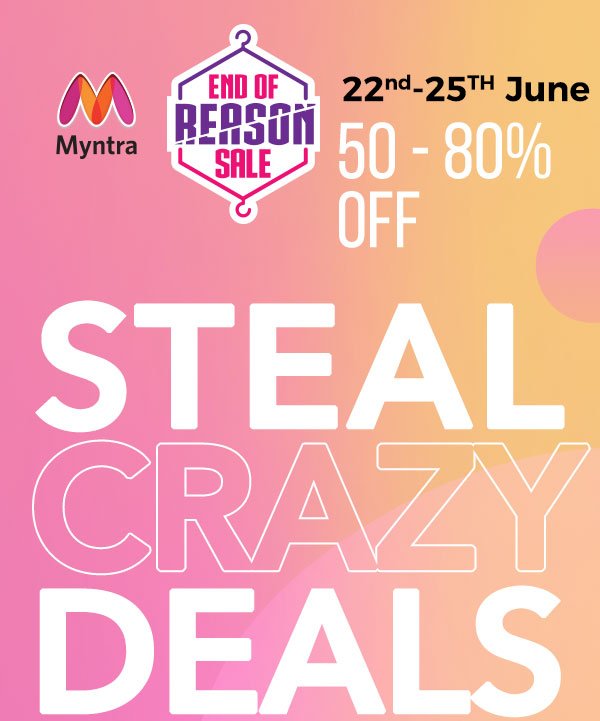 Myntra
END OF
REASON
SALE
22nd-25TH June
50 - 80%
OFF
STEAL
CRAZY
DEALS